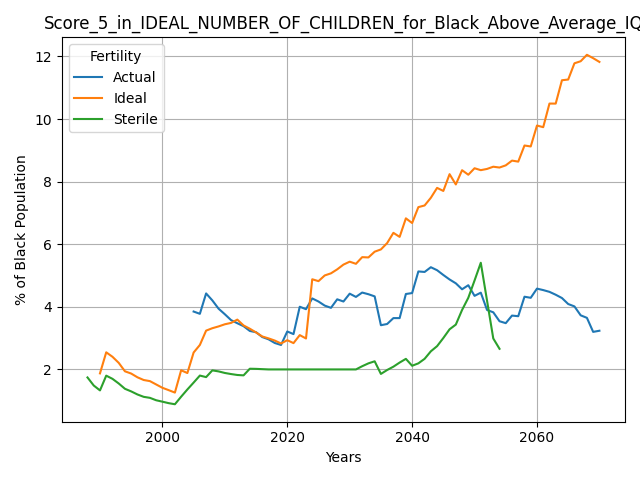 Score_5_in_IDEAL_NUMBER_OF_CHILDREN_for_Black_Above_Average_IQ
Fertility
Actual
Ideal
Sterile
% of Black Population
12
10
8
6
4
2
2000 2020 2040 2060
Years